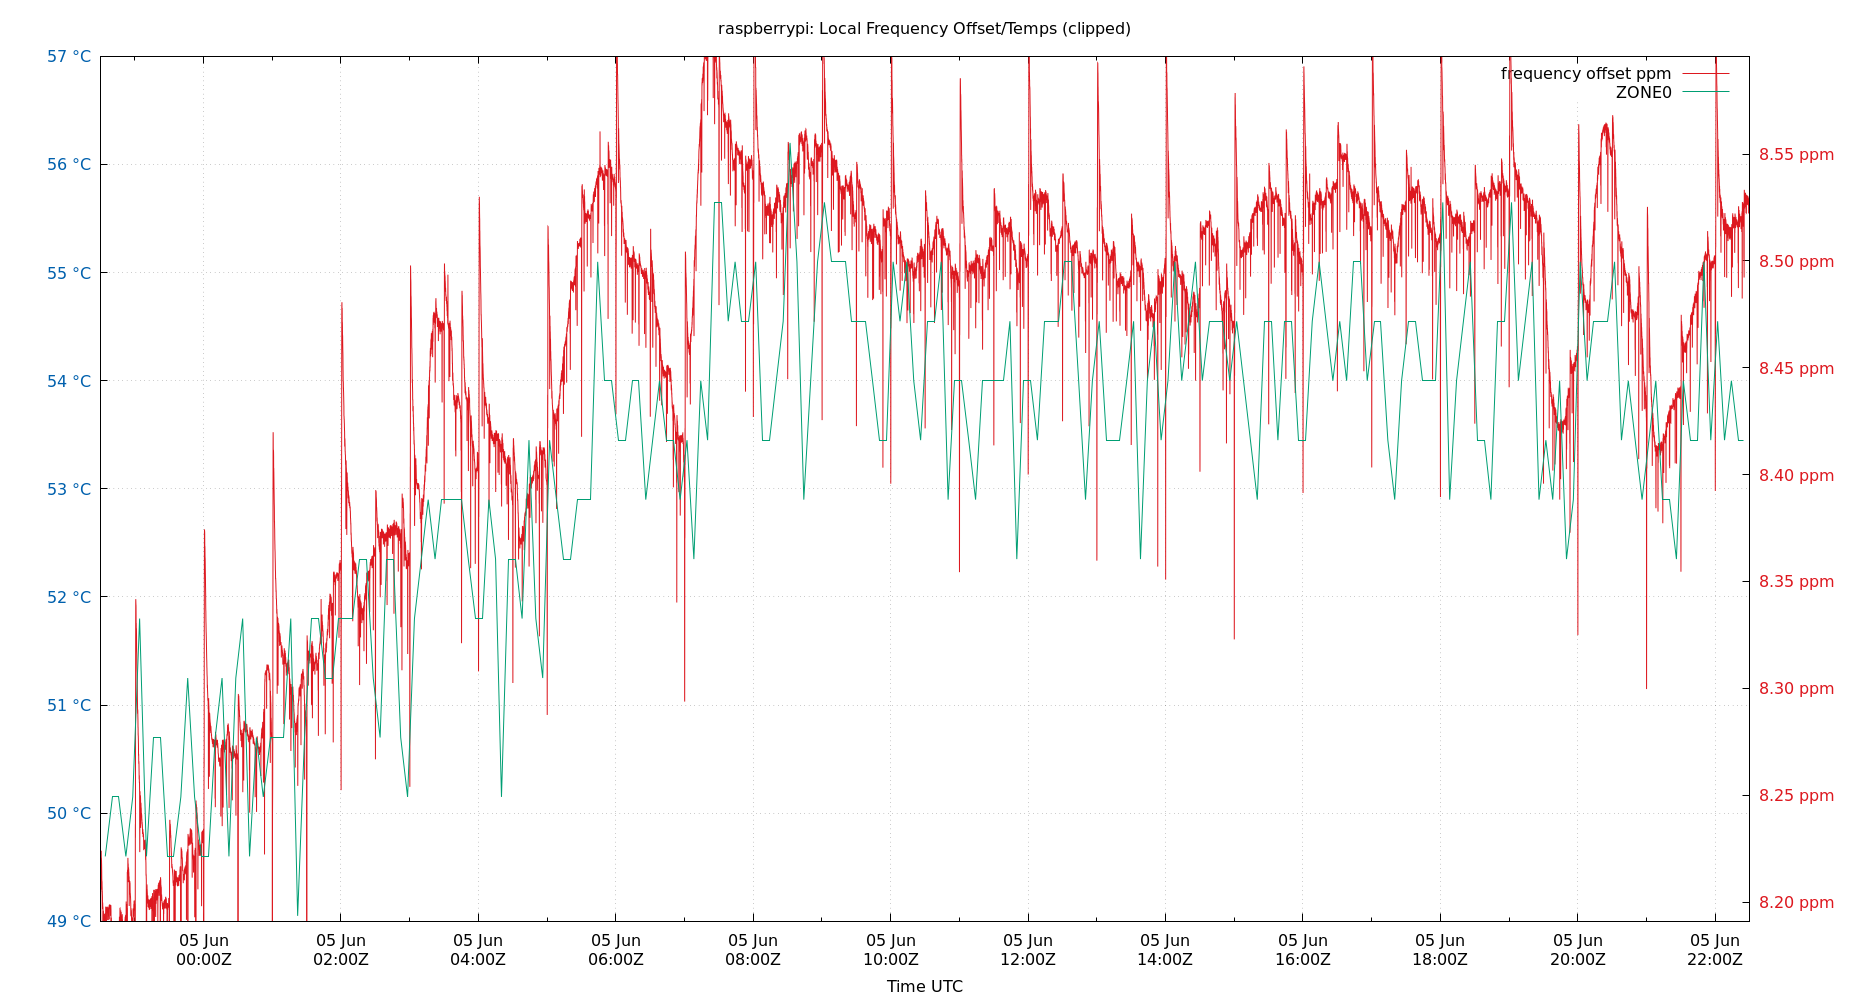 raspberrypi: Local Frequency Offset/Temps (clipped)
57 °C
56 °C
55 °C
54 °C
53 °C
52 °C
51 °C
50 °C
49 °C
frequency offset ppm
ZONE0
8.55 ppm
8.50 ppm
8.45 ppm
8.40 ppm
8.35 ppm
8.30 ppm
8.25 ppm
8.20 ppm
05 Jun 05 Jun 05 Jun 05 Jun 05 Jun 05 Jun 05 Jun 05 Jun 05 Jun 05 Jun 05 Jun 05 Jun
00:00Z 02:00Z 04:00Z 06:00Z 08:00Z 10:00Z 12:00Z 14:00Z 16:00Z 18:00Z 20:00Z 22:00Z
Time UTC